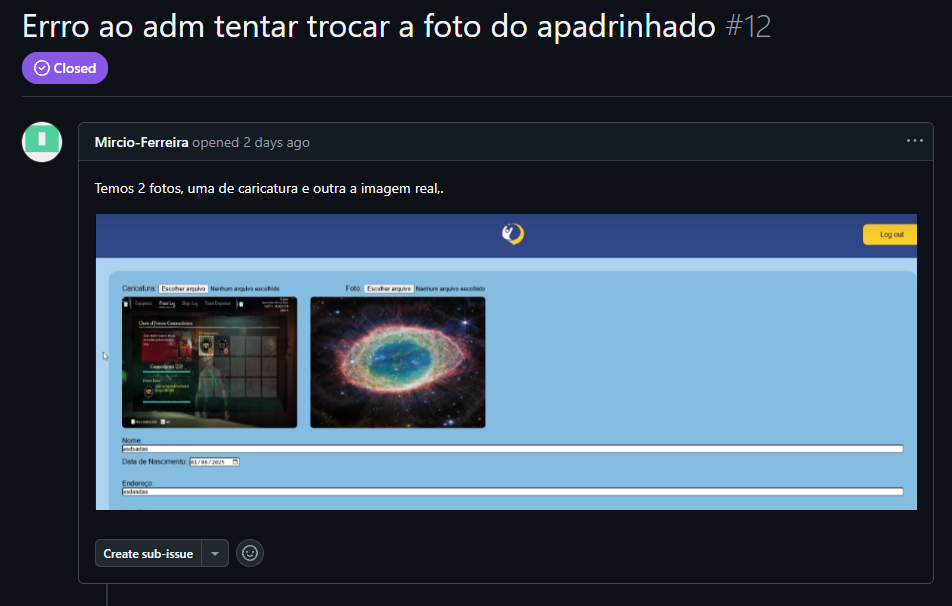 Errro ao adm tentar trocar a foto do apadrinhado #12
Closed
Mircio-Ferreira opened 2 days ago
Temos 2 fotos, uma de caricatura e outra a imagem real,.
Log out
Caricatura: Escolher arquivo Nenhum arquivo escolhido
Foto: Escolher arquivo Nenhum arquivo escolhido
Nome:
asdsadas
Data de Nascimento: 01/06/2025
Endereço:
asdasdas
Create sub-issue